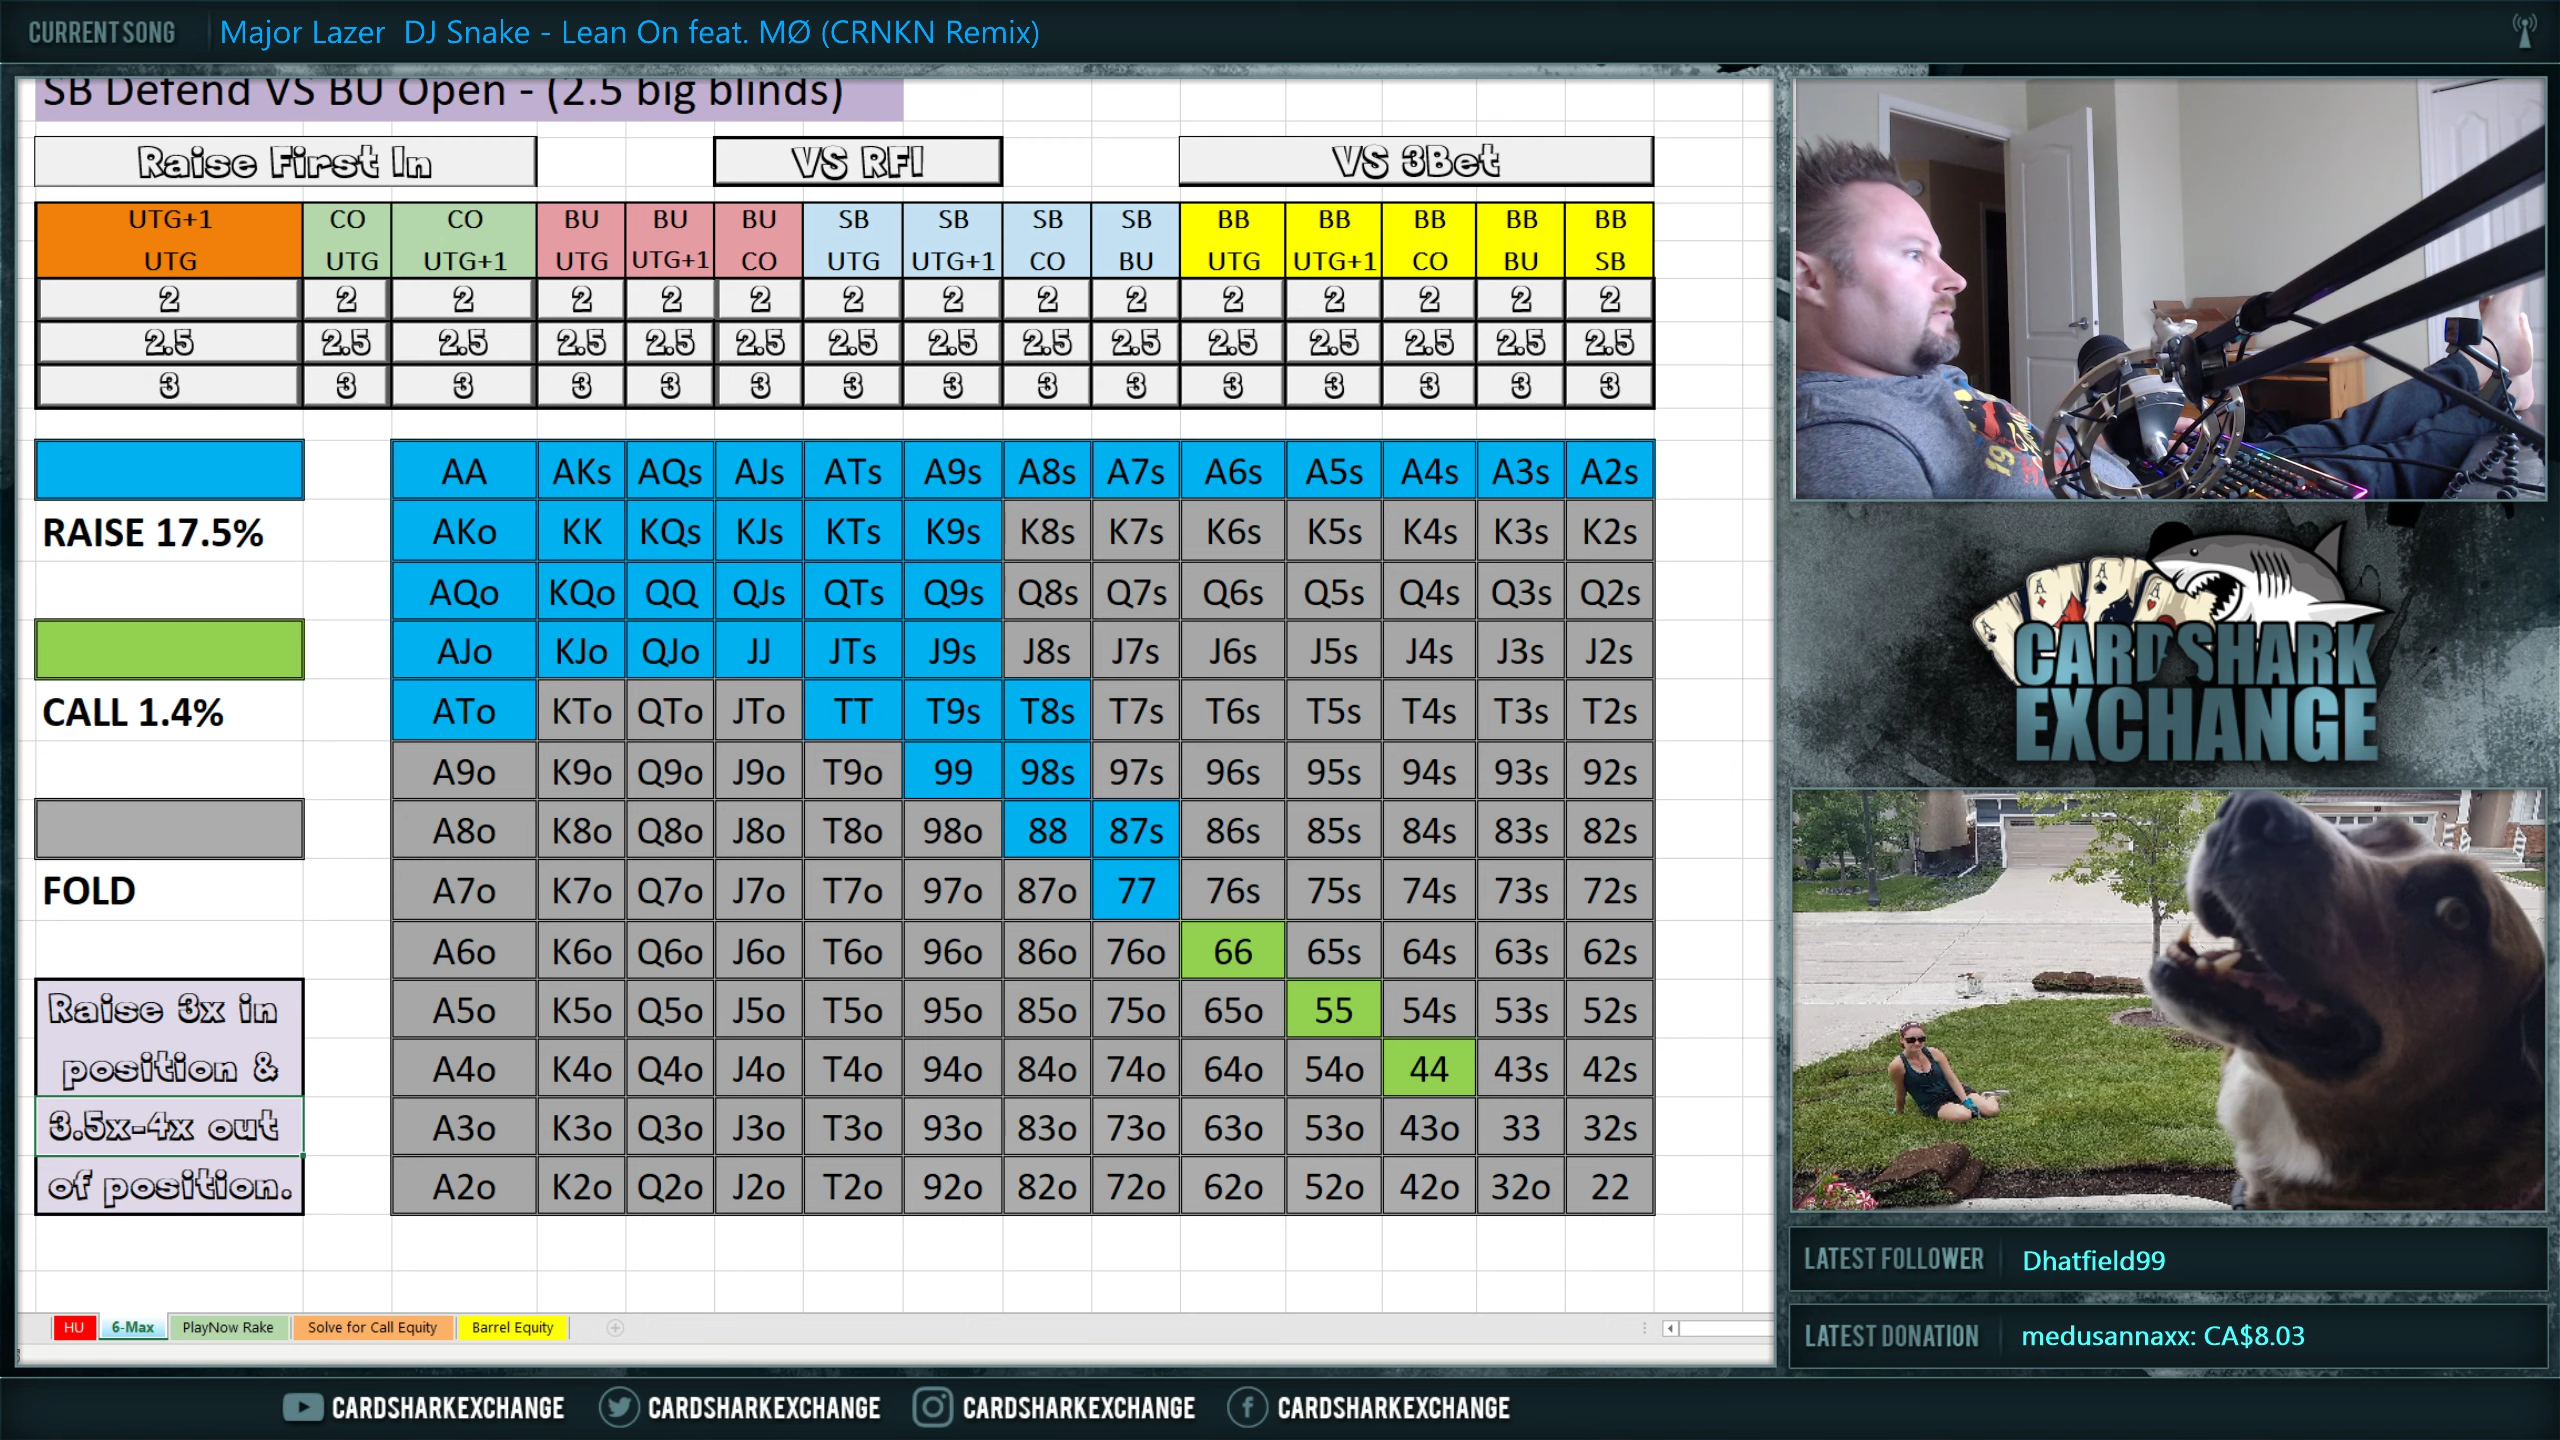 CURRENT SONG Major Lazer  DJ Snake - Lean On feat. MØ (CRNKN Remix)
SB Defend VS BU Open - (2.5 big blinds)
Raise First In VS RFI VS 3Bet
UTG+1 CO CO BU BU BU SB SB SB SB BB BB BB BB BB
UTG UTG UTG+1 UTG UTG+1 CO UTG UTG+1 CO BU UTG UTG+1 CO BU SB
2 2 2 2 2 2 2 2 2 2 2 2 2 2 2
2.5 2.5 2.5 2.5 2.5 2.5 2.5 2.5 2.5 2.5 2.5 2.5 2.5 2.5 2.5
3 3 3 3 3 3 3 3 3 3 3 3 3 3 3
AA AKs AQs AJs ATs A9s A8s A7s A6s A5s A4s A3s A2s
RAISE 17.5% AKo KK KQs KJs KTs K9s K8s K7s K6s K5s K4s K3s K2s
AQo KQo QQ QJs QTs Q9s Q8s Q7s Q6s Q5s Q4s Q3s Q2s
AJo KJo QJo JJ JTs J9s J8s J7s J6s J5s J4s J3s J2s
CALL 1.4% ATo KTo QTo JTo TT T9s T8s T7s T6s T5s T4s T3s T2s
A9o K9o Q9o J9o T9o 99 98s 97s 96s 95s 94s 93s 92s
A8o K8o Q8o J8o T8o 98o 88 87s 86s 85s 84s 83s 82s
FOLD A7o K7o Q7o J7o T7o 97o 87o 77 76s 75s 74s 73s 72s
A6o K6o Q6o J6o T6o 96o 86o 76o 66 65s 64s 63s 62s
Raise 3x in A5o K5o Q5o J5o T5o 95o 85o 75o 65o 55 54s 53s 52s
position & A4o K4o Q4o J4o T4o 94o 84o 74o 64o 54o 44 43s 42s
3.5x-4x out A3o K3o Q3o J3o T3o 93o 83o 73o 63o 53o 43o 33 32s
of position. A2o K2o Q2o J2o T2o 92o 82o 72o 62o 52o 42o 32o 22
HU 6-Max PlayNow Rake Solve for Call Equity Barrel Equity
CARDSHARK
EXCHANGE
LATEST FOLLOWER Dhatfield99
LATEST DONATION medusannaxx: CA$8.03
CARDSHARKEXCHANGE CARDSHARKEXCHANGE CARDSHARKEXCHANGE CARDSHARKEXCHANGE